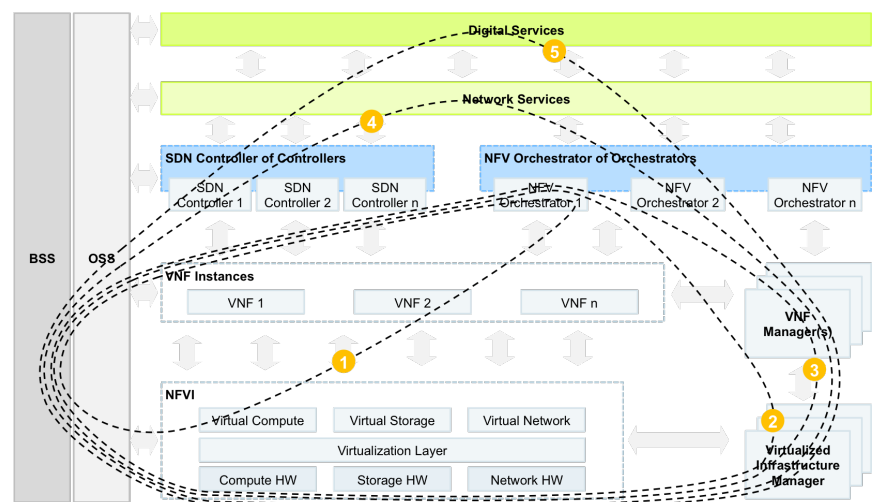 Digital Services
5
Network Services
4
SDN Controller of Controllers
NFV Orchestrator of Orchestrators
SDN
Controller 1
SDN
Controller 2
SDN
Controller n
NFV
Orchestrator 1
NFV
Orchestrator 2
NFV
Orchestrator n
BSS
OSS
VNF Instances
VNF 1
VNF 2
VNF n
VNF
Manager(s)
1
3
NFVI
Virtual Compute
Virtual Storage
Virtual Network
2
Virtualization Layer
Virtualized
Infrastructure
Manager
Compute HW
Storage HW
Network HW